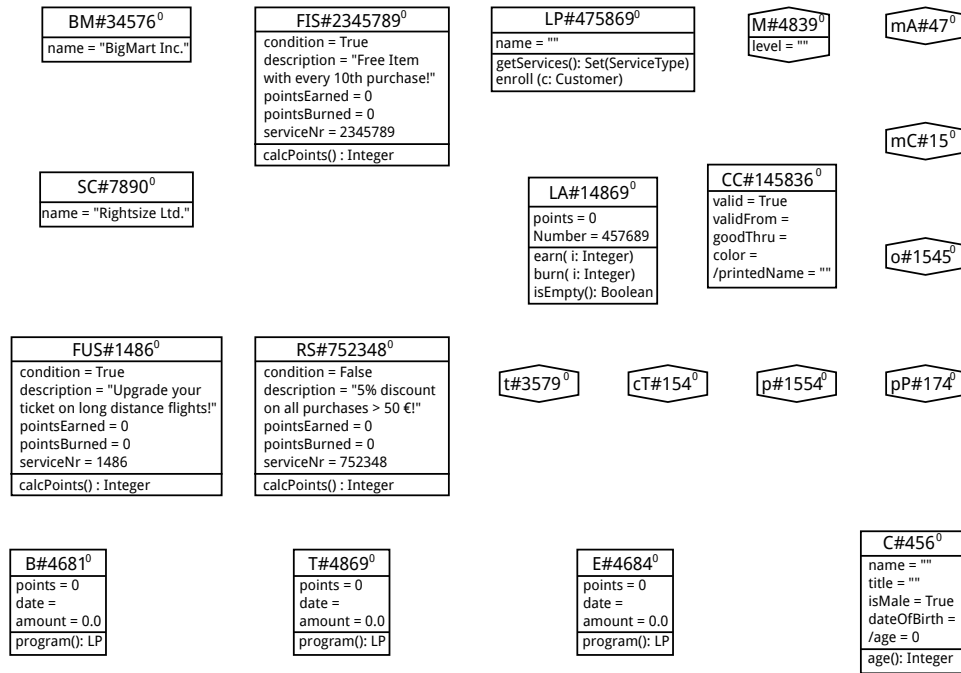 BM#34576⁰
name = "BigMart Inc."
FIS#2345789⁰
condition = True
description = "Free Item
with every 10th purchase!"
pointsEarned = 0
pointsBurned = 0
serviceNr = 2345789
calcPoints() : Integer
LP#475869⁰
name = ""
getServices(): Set(ServiceType)
enroll (c: Customer)
M#4839⁰
level = ""
mA#47⁰
mC#15⁰
SC#7890⁰
name = "Rightsize Ltd."
LA#14869⁰
points = 0
Number = 457689
earn( i: Integer)
burn( i: Integer)
isEmpty(): Boolean
CC#145836⁰
valid = True
validFrom =
goodThru =
color =
/printedName = ""
o#1545⁰
FUS#1486⁰
condition = True
description = "Upgrade your
ticket on long distance flights!"
pointsEarned = 0
pointsBurned = 0
serviceNr = 1486
calcPoints() : Integer
RS#752348⁰
condition = False
description = "5% discount
on all purchases > 50 €!"
pointsEarned = 0
pointsBurned = 0
serviceNr = 752348
calcPoints() : Integer
t#3579⁰
cT#154⁰
p#1554⁰
pP#174⁰
B#4681⁰
points = 0
date =
amount = 0.0
program(): LP
T#4869⁰
points = 0
date =
amount = 0.0
program(): LP
E#4684⁰
points = 0
date =
amount = 0.0
program(): LP
C#456⁰
name = ""
title = ""
isMale = True
dateOfBirth =
/age = 0
age(): Integer